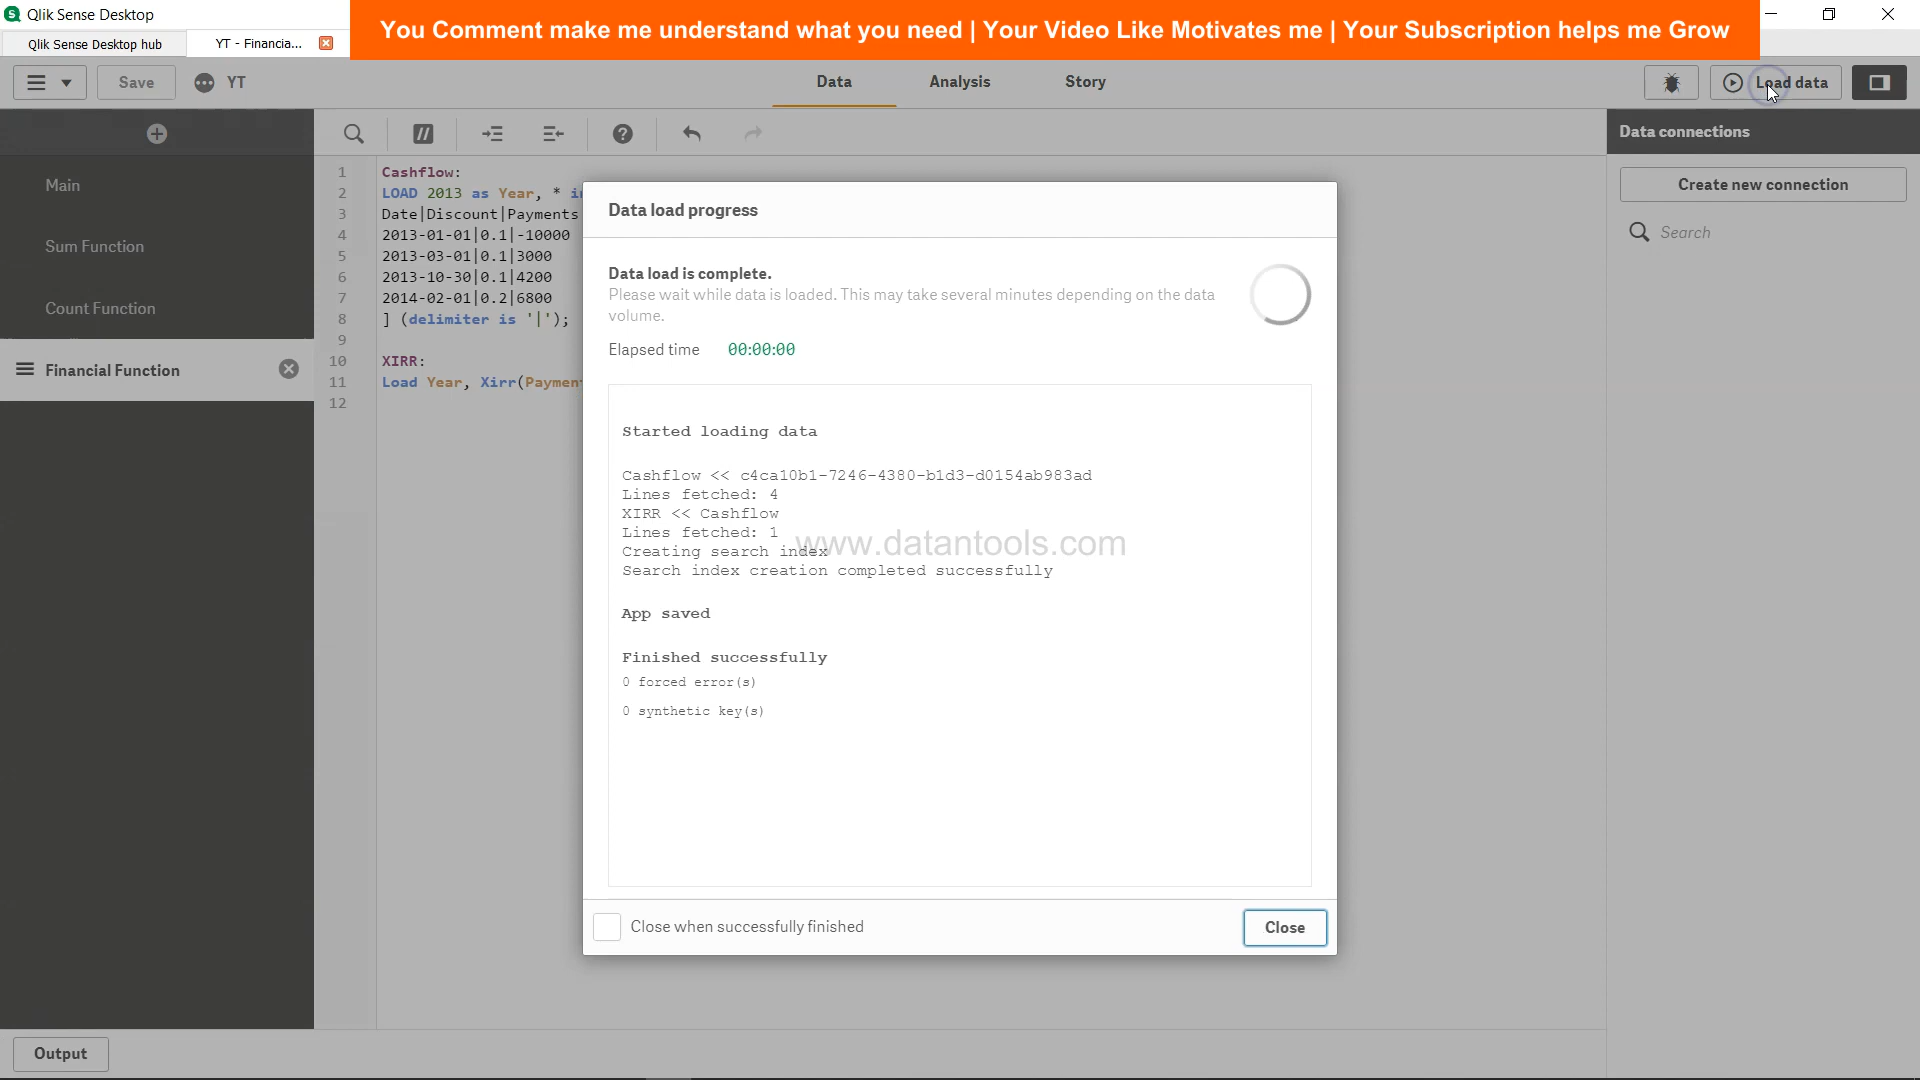 Qlik Sense Desktop
You Comment make me understand what you need | Your Video Like Motivates me | Your Subscription helps me Grow
Qlik Sense Desktop hub
YT - Financia...
Save
YT
Data
Analysis
Story
Load data
Data connections
Create new connection
Search
Main
Sum Function
Count Function
Financial Function
1 Cashflow:
2 LOAD 2013 as Year, * in
3 Date|Discount|Payments
4 2013-01-01|0.1|-10000
5 2013-03-01|0.1|3000
6 2013-10-30|0.1|4200
7 2014-02-01|0.2|6800
8 ] (delimiter is '|');
9
10 XIRR:
11 Load Year, Xirr(Paymen
12
Data load progress
Data load is complete.
Please wait while data is loaded. This may take several minutes depending on the data
volume.
Elapsed time 00:00:00
Started loading data
Cashflow << c4ca10b1-7246-4380-b1d3-d0154ab983ad
Lines fetched: 4
XIRR << Cashflow
Lines fetched: 1
www.datantools.com
Creating search index
Search index creation completed successfully
App saved
Finished successfully
0 forced error(s)
0 synthetic key(s)
Close when successfully finished
Close
Output